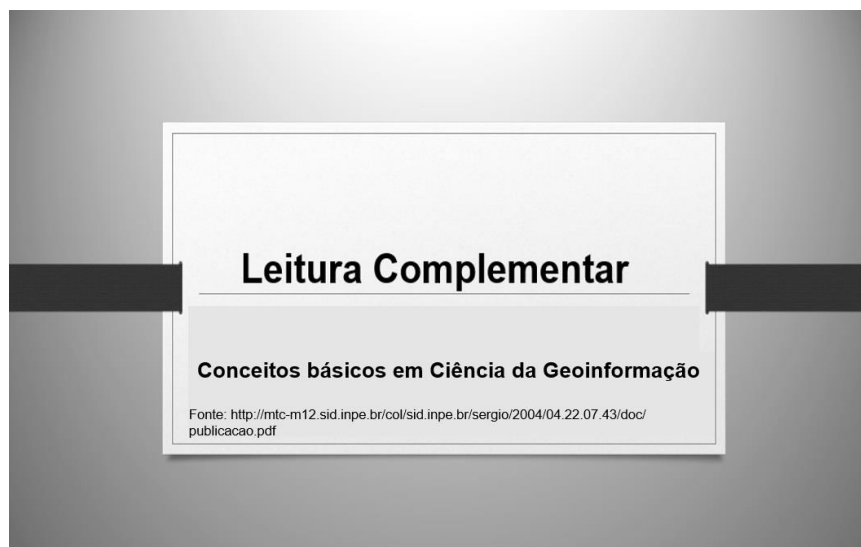 Leitura Complementar
Conceitos básicos em Ciência da Geoinformação
Fonte: http://mtc-m12.sid.inpe.br/col/sid.inpe.br/sergio/2004/04.22.07.43/doc/
publicacao.pdf